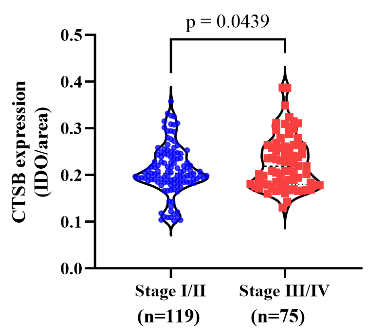 p = 0.0439
CTSB expression
(IDO/area)
0.5
0.4
0.3
0.2
0.1
0.0
Stage I/II
(n=119)
Stage III/IV
(n=75)